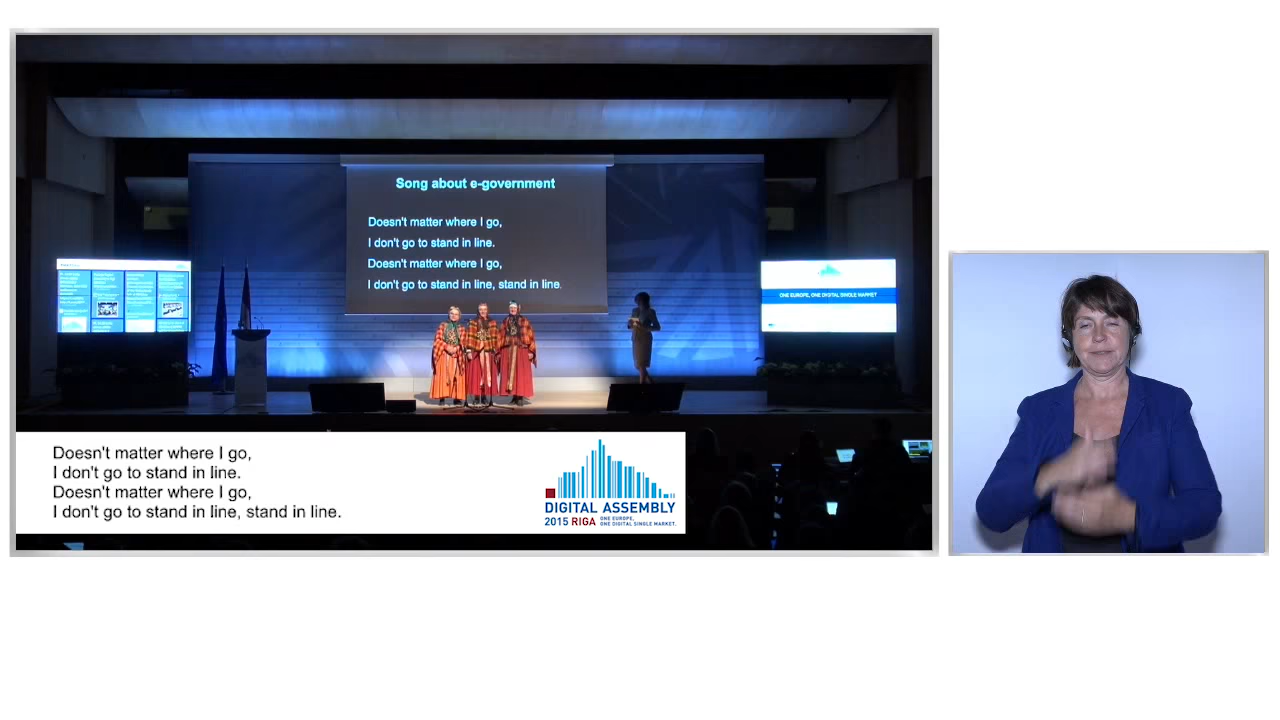 Song about e-government
Doesn't matter where I go,
I don't go to stand in line.
Doesn't matter where I go,
I don't go to stand in line, stand in line.
ONE EUROPE, ONE DIGITAL SINGLE MARKET
Doesn't matter where I go,
I don't go to stand in line.
Doesn't matter where I go,
I don't go to stand in line, stand in line.
DIGITAL ASSEMBLY
2015 RIGA
ONE EUROPE,
ONE DIGITAL SINGLE MARKET.